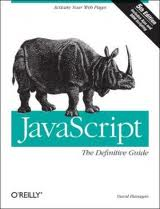 Activate Your Web Pages
5th Edition
JavaScript
The Definitive Guide
O'REILLY
David Flanagan